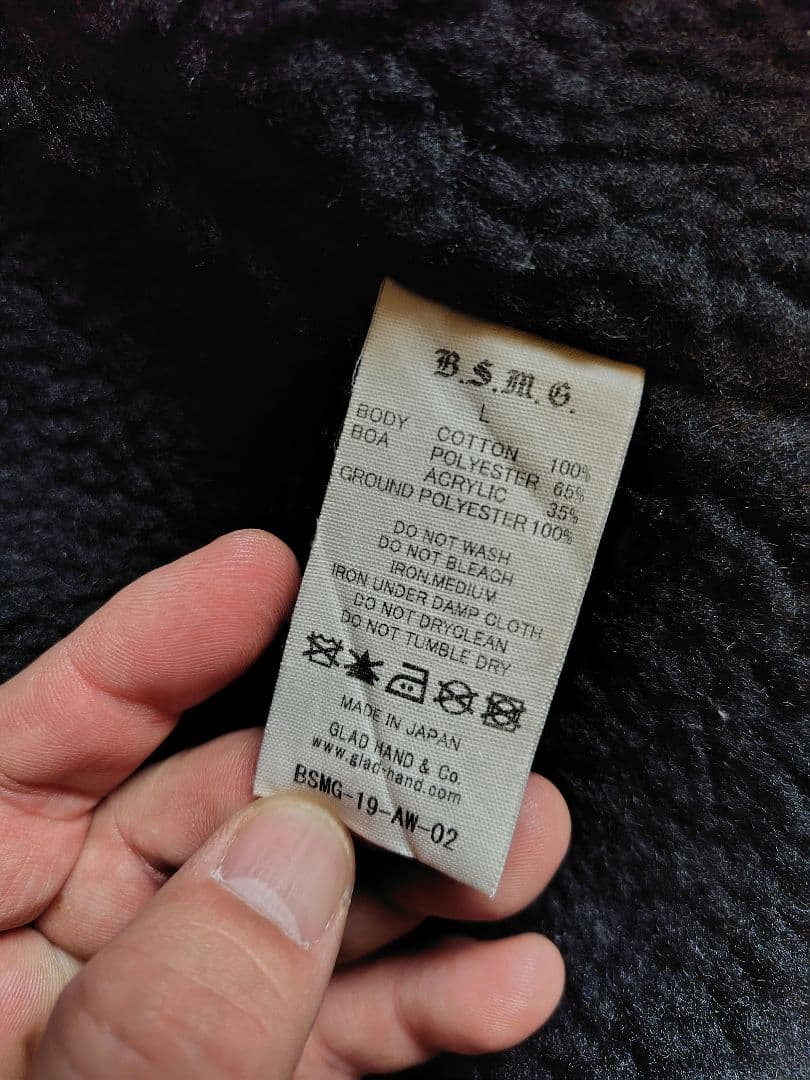 B.S.M.G.
L
BODY COTTON 100%
BOA POLYESTER 65%
ACRYLIC 35%
GROUND POLYESTER 100%
DO NOT WASH
DO NOT BLEACH
IRON.MEDIUM
IRON UNDER DAMP CLOTH
DO NOT DRYCLEAN
DO NOT TUMBLE DRY
MADE IN JAPAN
GLAD HAND & Co.
www.glad-hand.com
BSMG-19-AW-02